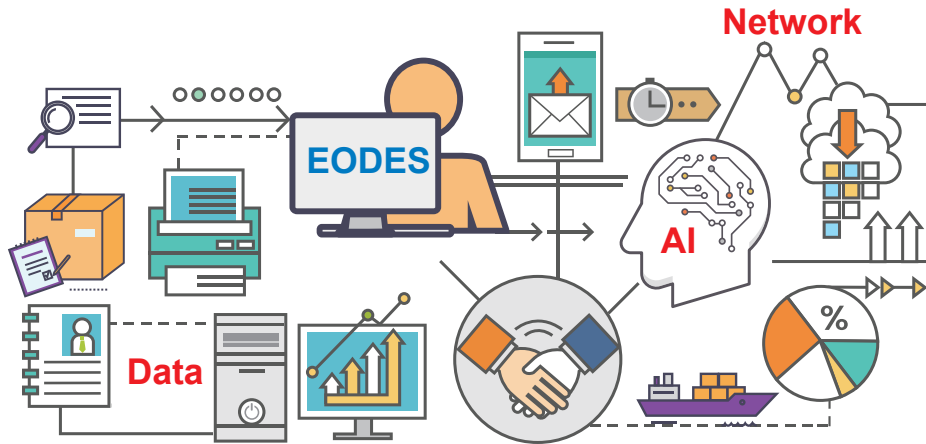 Network
EODES
AI
%
Data